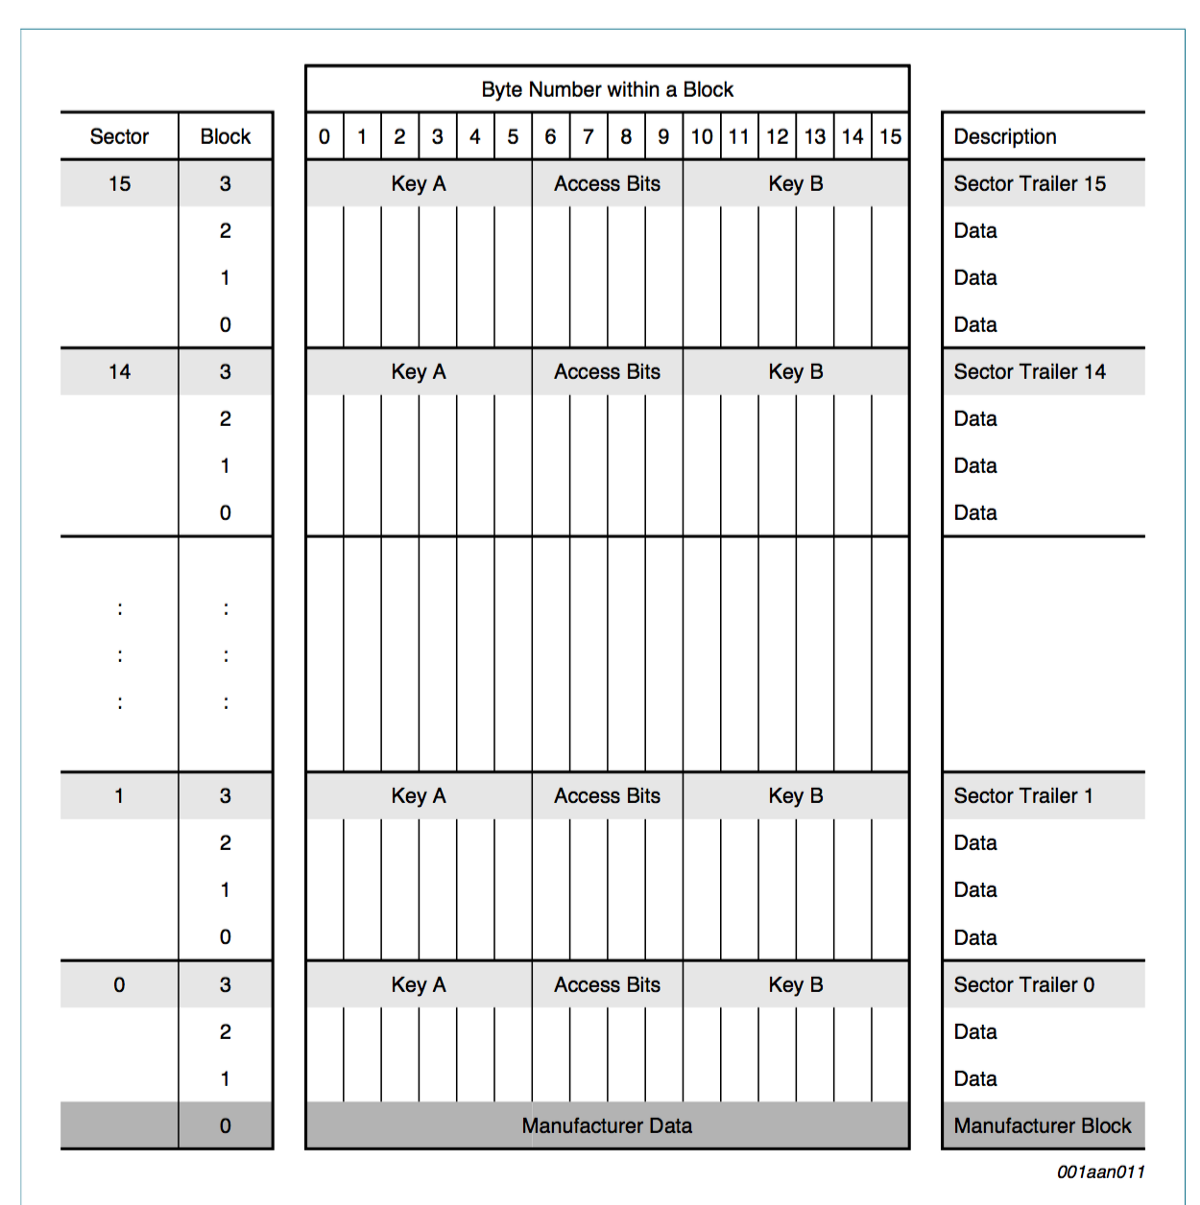 Byte Number within a Block
Sector Block 0 1 2 3 4 5 6 7 8 9 10 11 12 13 14 15 Description
15 3 Key A Access Bits Key B Sector Trailer 15
2 Data
1 Data
0 Data
14 3 Key A Access Bits Key B Sector Trailer 14
2 Data
1 Data
0 Data
: :
: :
: :
1 3 Key A Access Bits Key B Sector Trailer 1
2 Data
1 Data
0 Data
0 3 Key A Access Bits Key B Sector Trailer 0
2 Data
1 Data
0 Manufacturer Data Manufacturer Block
001aan011